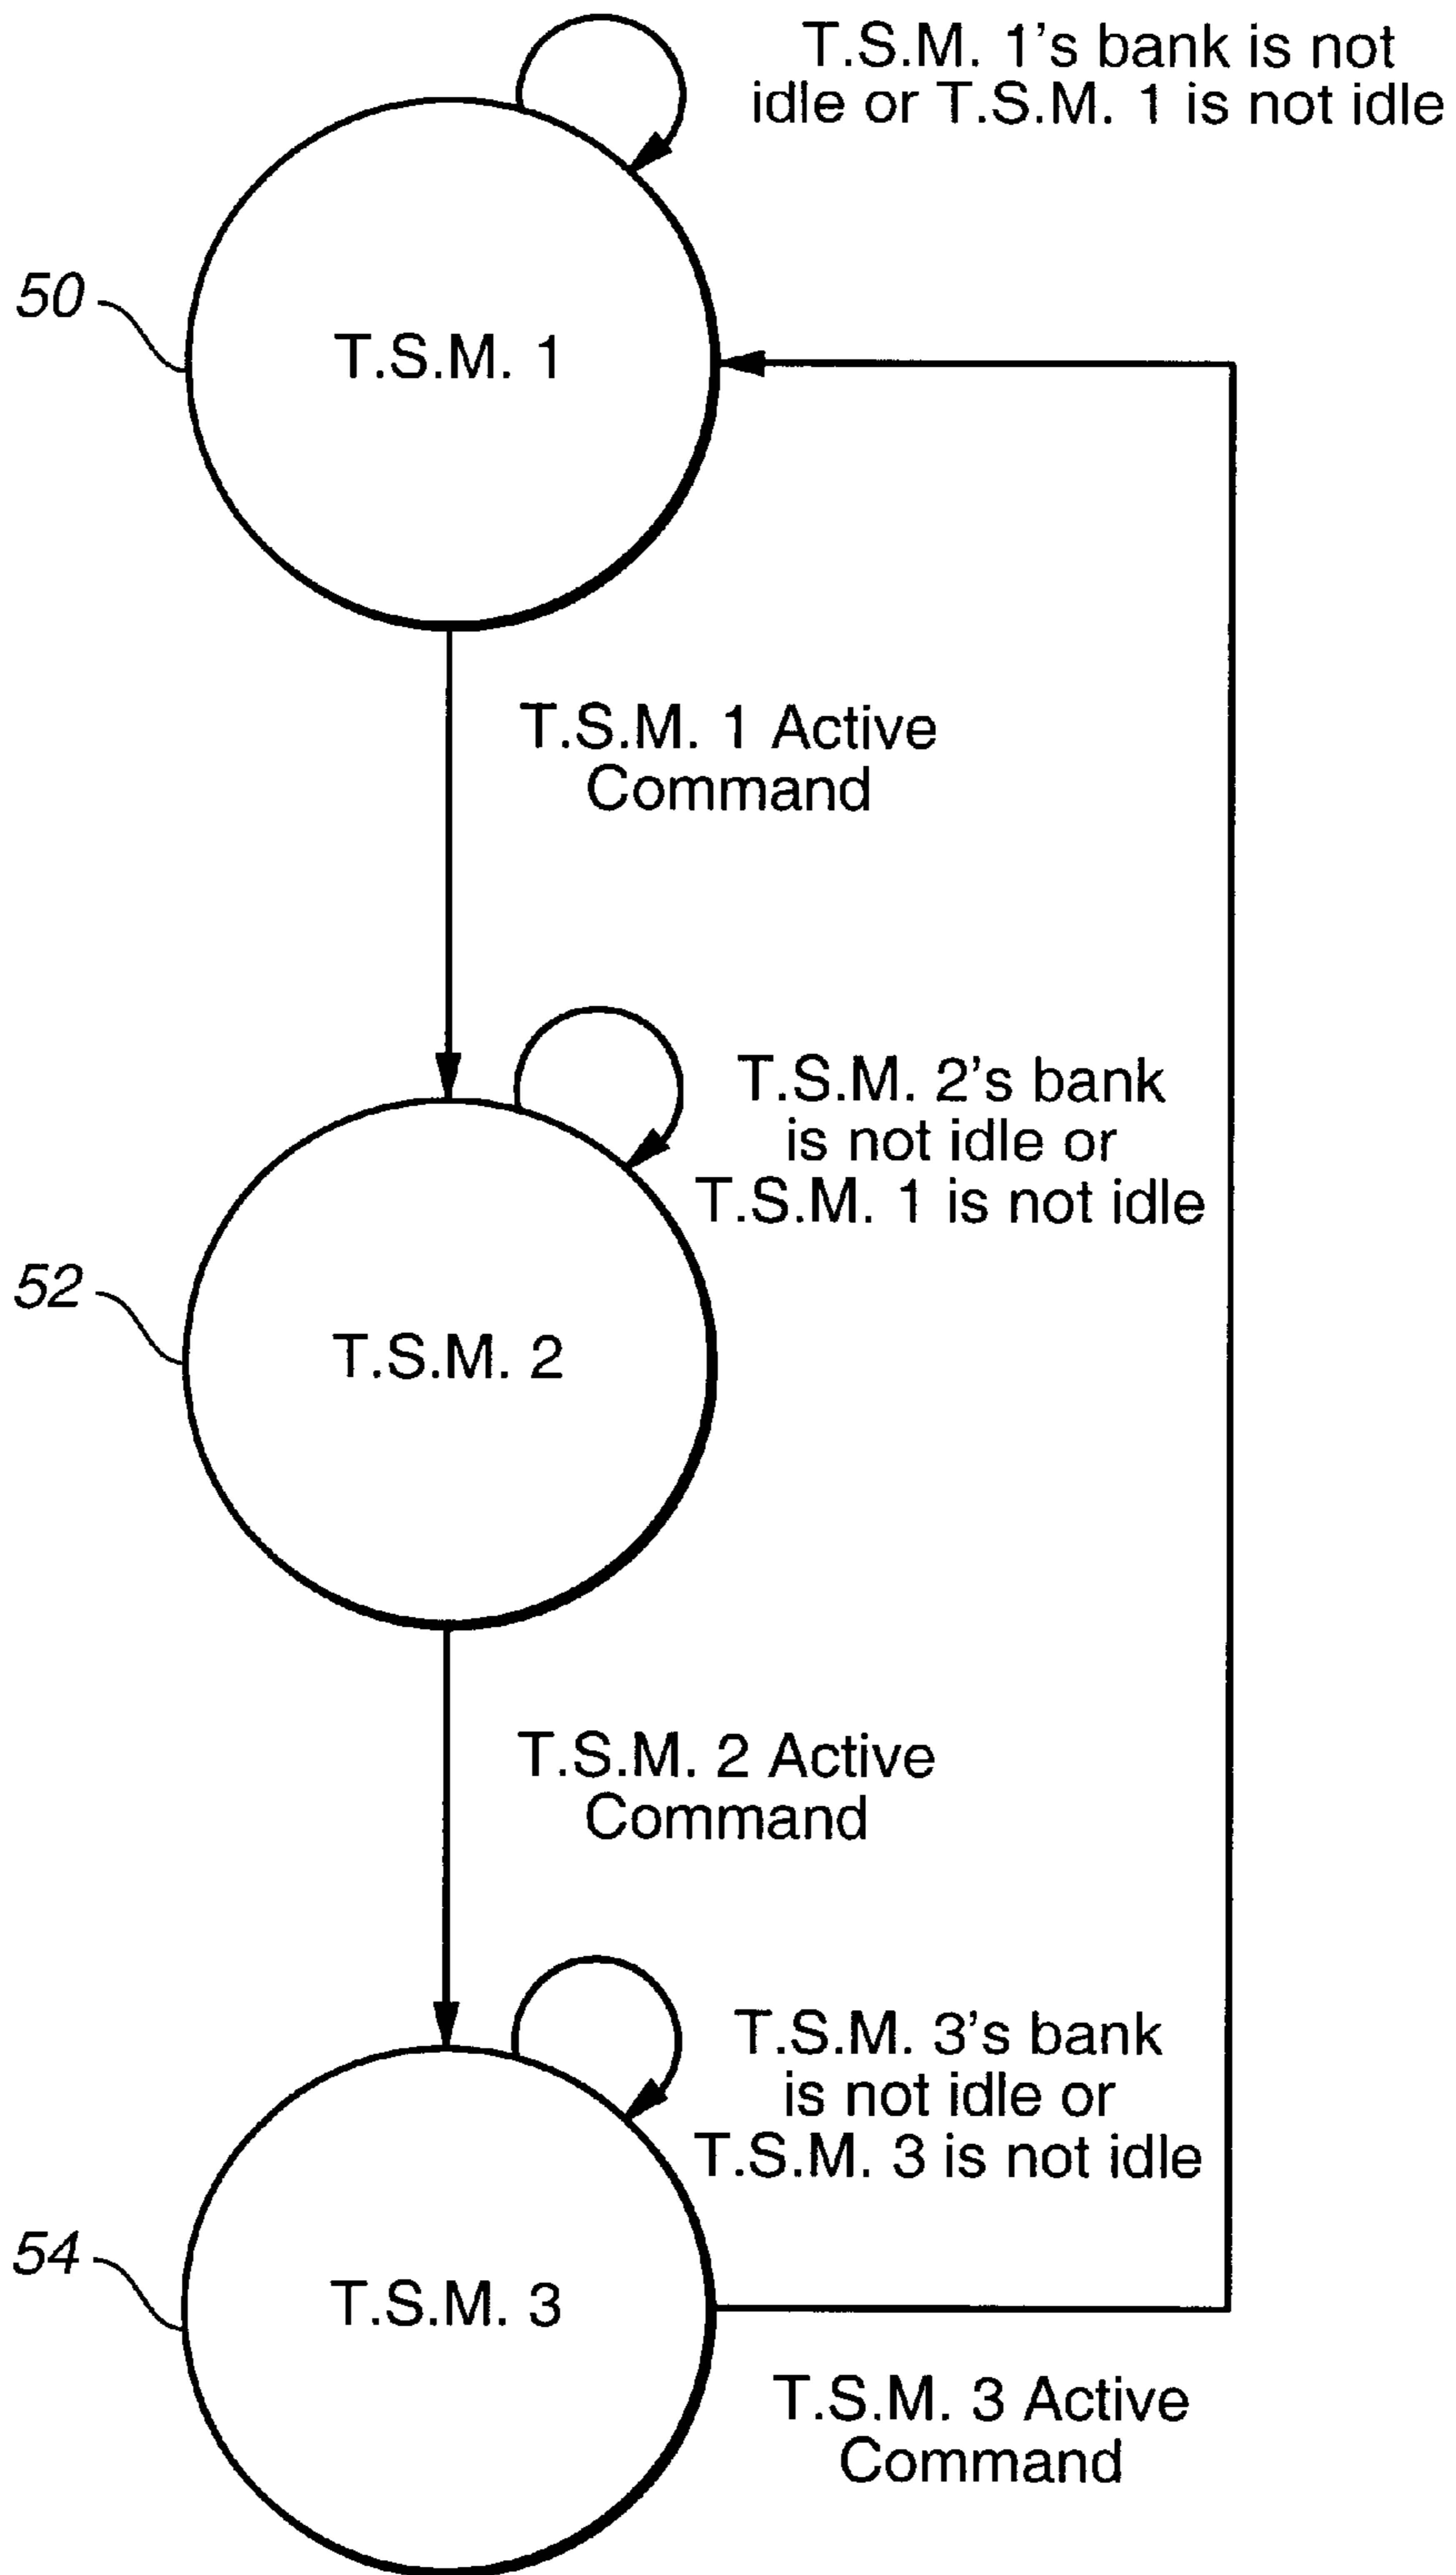 T.S.M. 1's bank is not
idle or T.S.M. 1 is not idle
50
T.S.M. 1
T.S.M. 1 Active
Command
T.S.M. 2's bank
is not idle or
T.S.M. 1 is not idle
52
T.S.M. 2
T.S.M. 2 Active
Command
T.S.M. 3's bank
is not idle or
T.S.M. 3 is not idle
54
T.S.M. 3
T.S.M. 3 Active
Command